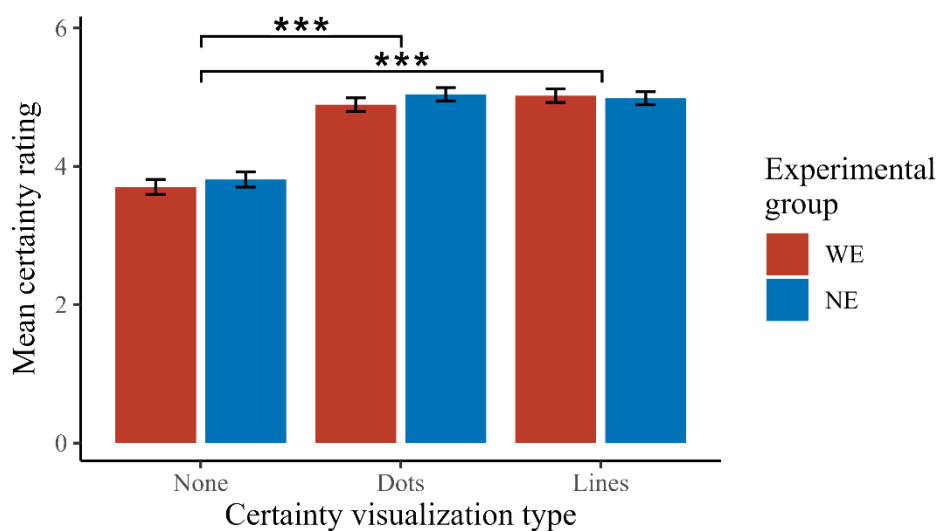 6
4
2
0
Mean certainty rating
***
***
None Dots Lines
Certainty visualization type
Experimental
group
WE
NE